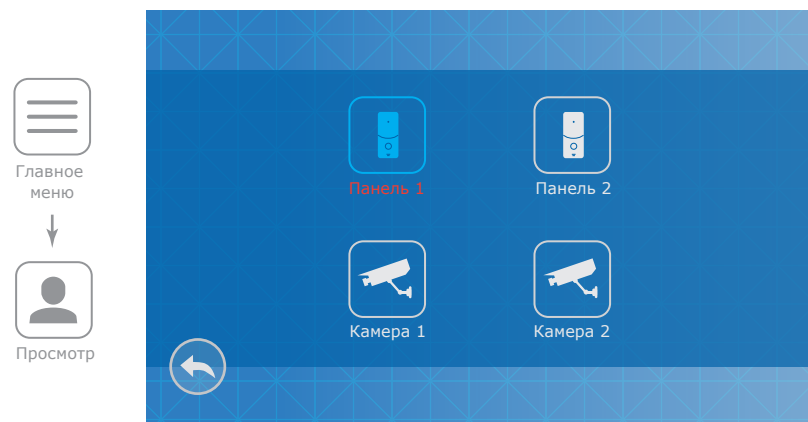 Главное
меню
Просмотр
Панель 1
Панель 2
Камера 1
Камера 2